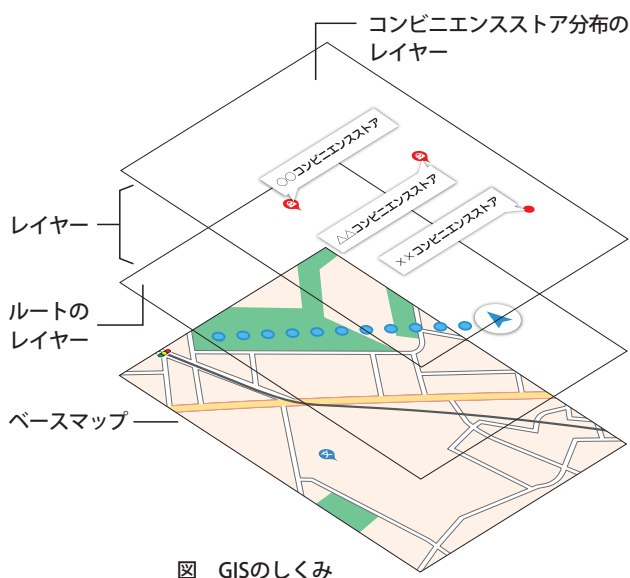 コンビニエンスストア分布の
レイヤー
○○コンビニエンスストア
△△コンビニエンスストア
××コンビニエンスストア
レイヤー
ルートの
レイヤー
ベースマップ
図 GISのしくみ